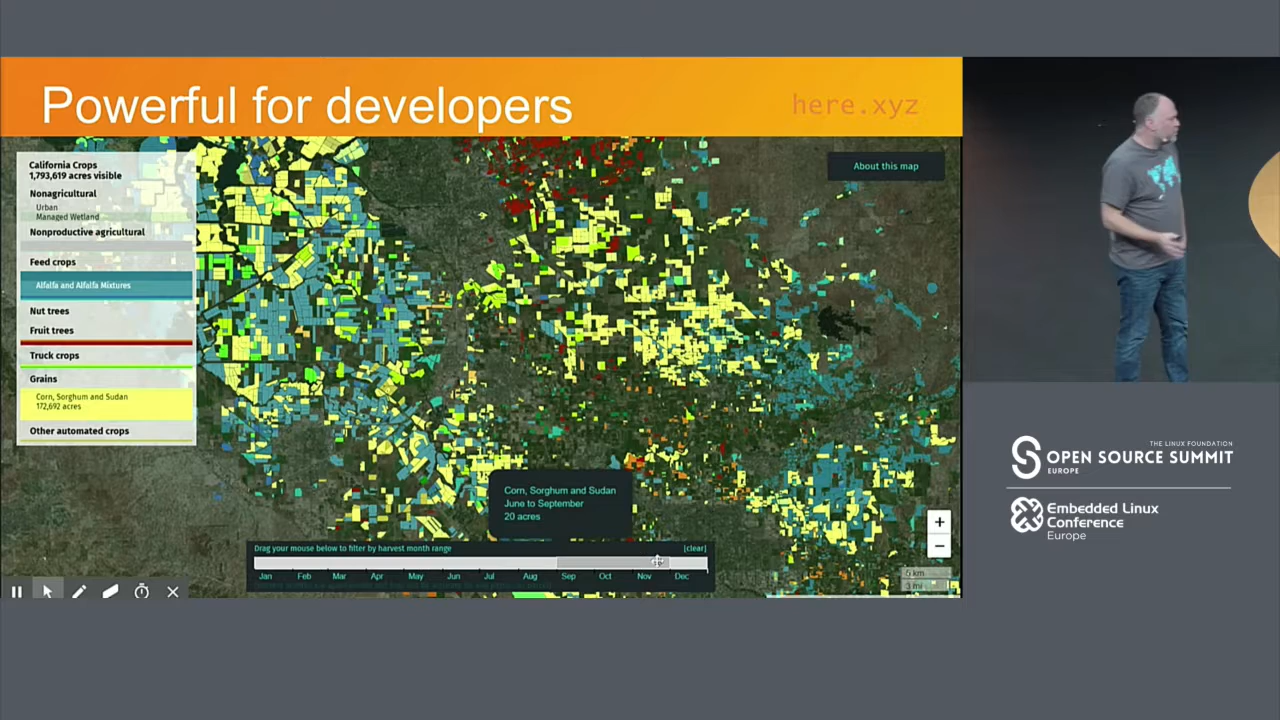 Powerful for developers
here.xyz
California Crops
1,793,619 acres visible
Nonagricultural
Urban
Managed Wetland
Nonproductive agricultural
Feed crops
Alfalfa and Alfalfa Mixtures
Nut trees
Fruit trees
Truck crops
Grains
Corn, Sorghum and Sudan
172,692 acres
Other automated crops
About this map
Corn, Sorghum and Sudan
June to September
20 acres
Drag your mouse below to filter by harvest month range
[clear]
Jan Feb Mar Apr May Jun Jul Aug Sep Oct Nov Dec
+
−
THE LINUX FOUNDATION
OPEN SOURCE SUMMIT
EUROPE
Embedded Linux
Conference
Europe